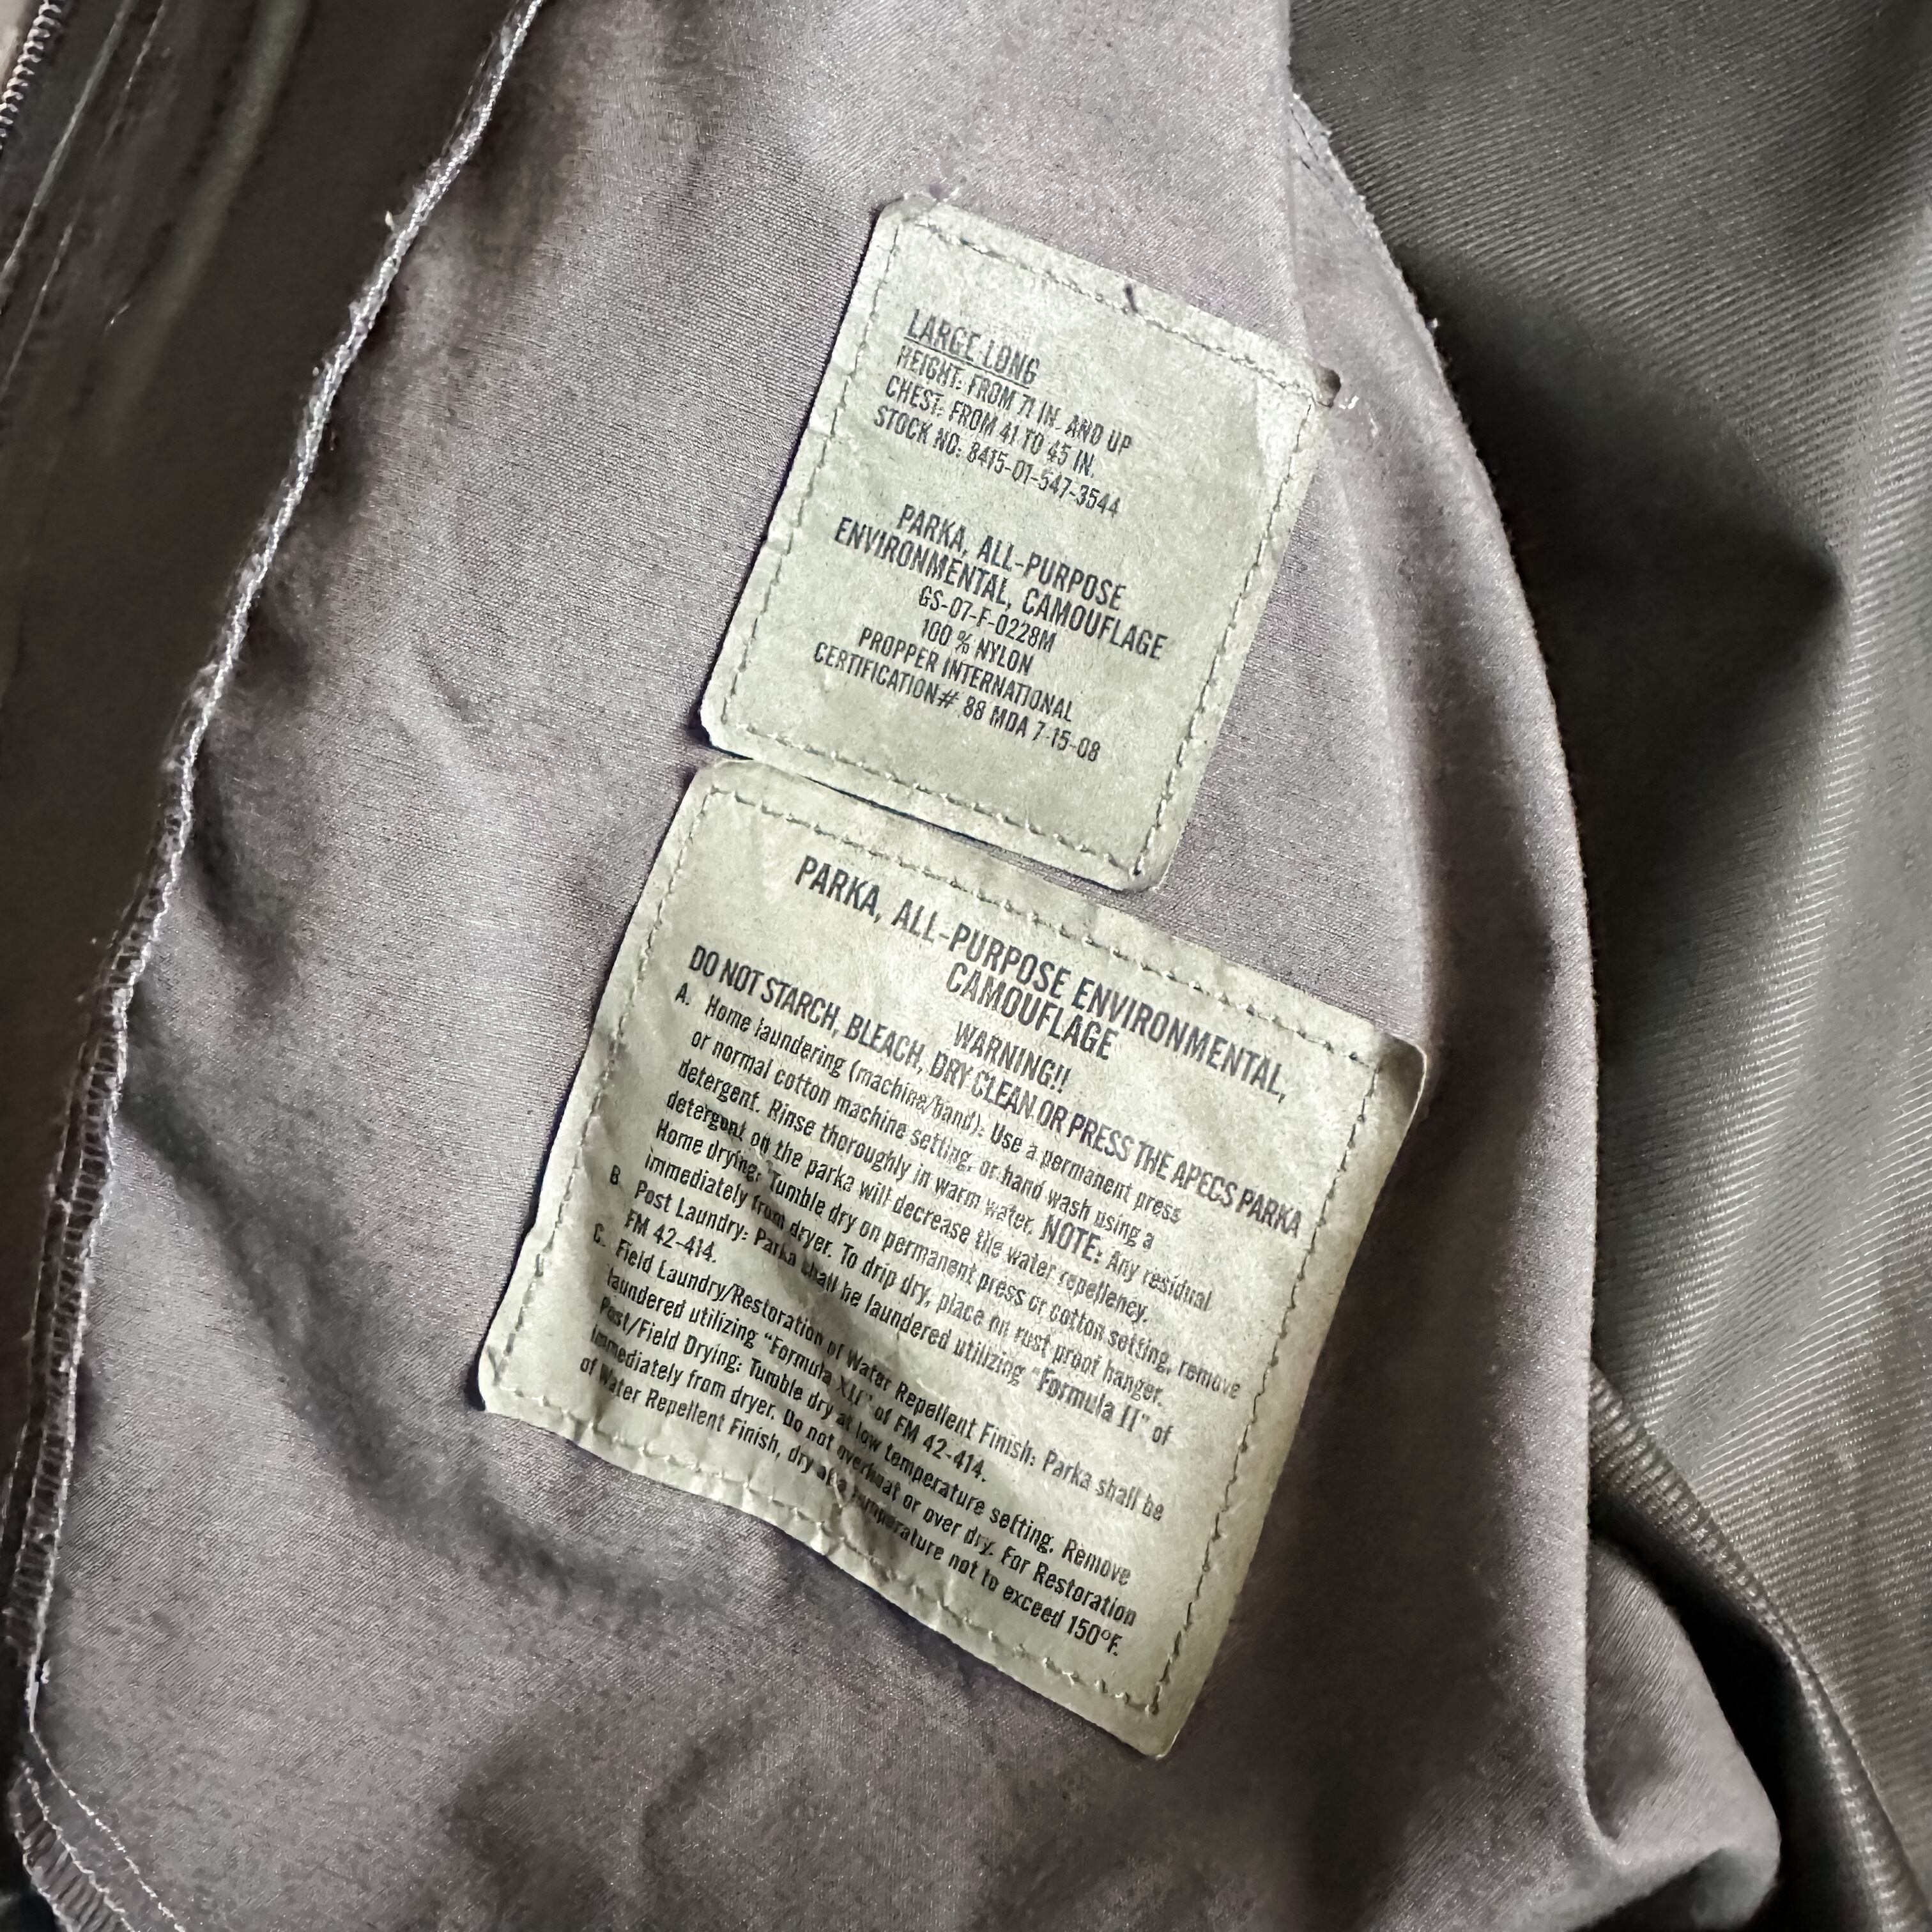 LARGE LONG
HEIGHT: FROM 71 IN. AND UP
CHEST: FROM 41 TO 45 IN.
STOCK NO: 8415-01-547-3544
PARKA, ALL-PURPOSE
ENVIRONMENTAL, CAMOUFLAGE
GS-07-F-0228M
100 % NYLON
PROPPER INTERNATIONAL
CERTIFICATION# 88 MDA 7-15-08
PARKA, ALL-PURPOSE ENVIRONMENTAL,
CAMOUFLAGE
WARNING!!
DO NOT STARCH, BLEACH, DRY CLEAN OR PRESS THE APECS PARKA
A. Home laundering (machine/hand): Use a permanent press
or normal cotton machine setting, or hand wash using a
detergent. Rinse thoroughly in warm water. NOTE: Any residual
detergent on the parka will decrease the water repellency.
Home drying: Tumble dry on permanent press or cotton setting, remove
immediately from dryer. To drip dry, place on rust proof hanger.
B. Post Laundry: Parka shall be laundered utilizing "Formula II" of
FM 42-414.
C. Field Laundry/Restoration of Water Repellent Finish: Parka shall be
laundered utilizing "Formula XII" of FM 42-414.
Post/Field Drying: Tumble dry at low temperature setting. Remove
immediately from dryer. Do not overheat or over dry. For Restoration
of Water Repellent Finish, dry at a temperature not to exceed 150°F.